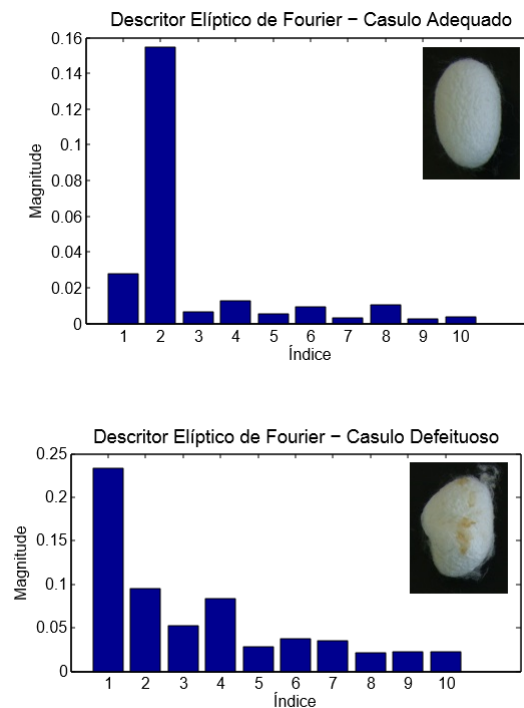 Descritor Elíptico de Fourier − Casulo Adequado
0.16
0.14
0.12
0.1
0.08
0.06
0.04
0.02
0
Magnitude
1 2 3 4 5 6 7 8 9 10
Índice
Descritor Elíptico de Fourier − Casulo Defeituoso
0.25
0.2
0.15
0.1
0.05
0
Magnitude
1 2 3 4 5 6 7 8 9 10
Índice